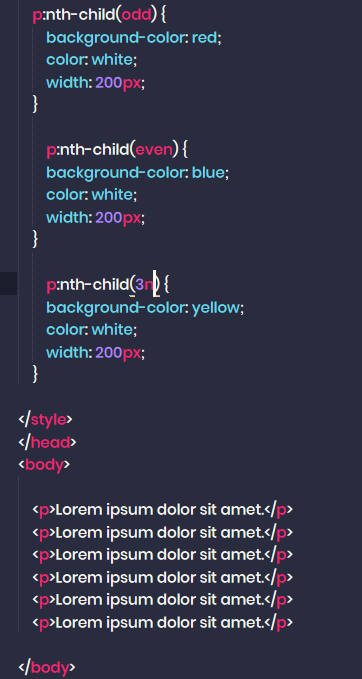 p:nth-child(odd) {
background-color: red;
color: white;
width: 200px;
}
p:nth-child(even) {
background-color: blue;
color: white;
width: 200px;
}
p:nth-child(3n) {
background-color: yellow;
color: white;
width: 200px;
}
</style>
</head>
<body>
<p>Lorem ipsum dolor sit amet.</p>
<p>Lorem ipsum dolor sit amet.</p>
<p>Lorem ipsum dolor sit amet.</p>
<p>Lorem ipsum dolor sit amet.</p>
<p>Lorem ipsum dolor sit amet.</p>
<p>Lorem ipsum dolor sit amet.</p>
</body>